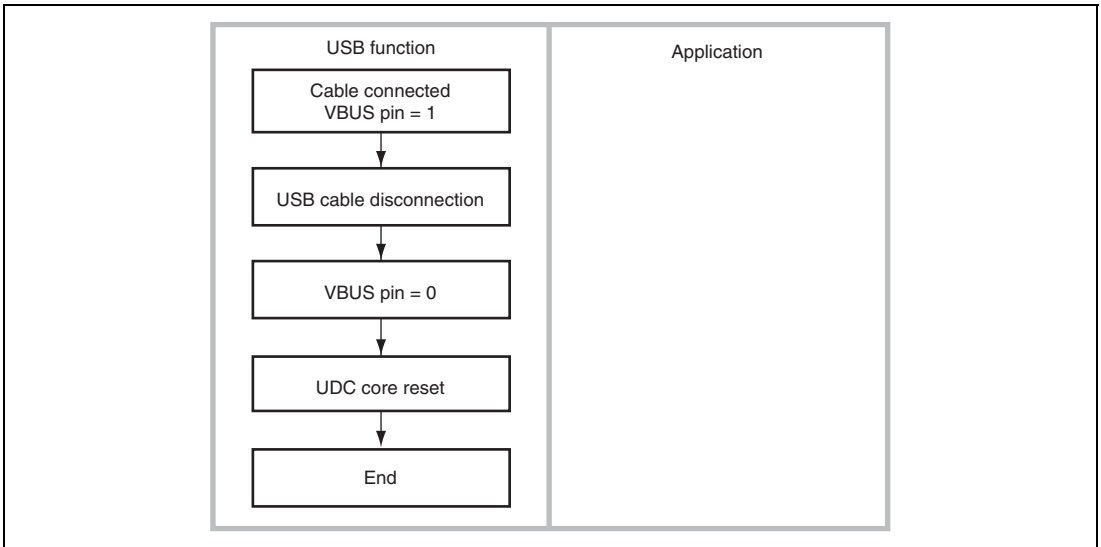 USB function
Application
Cable connected
VBUS pin = 1
USB cable disconnection
VBUS pin = 0
UDC core reset
End